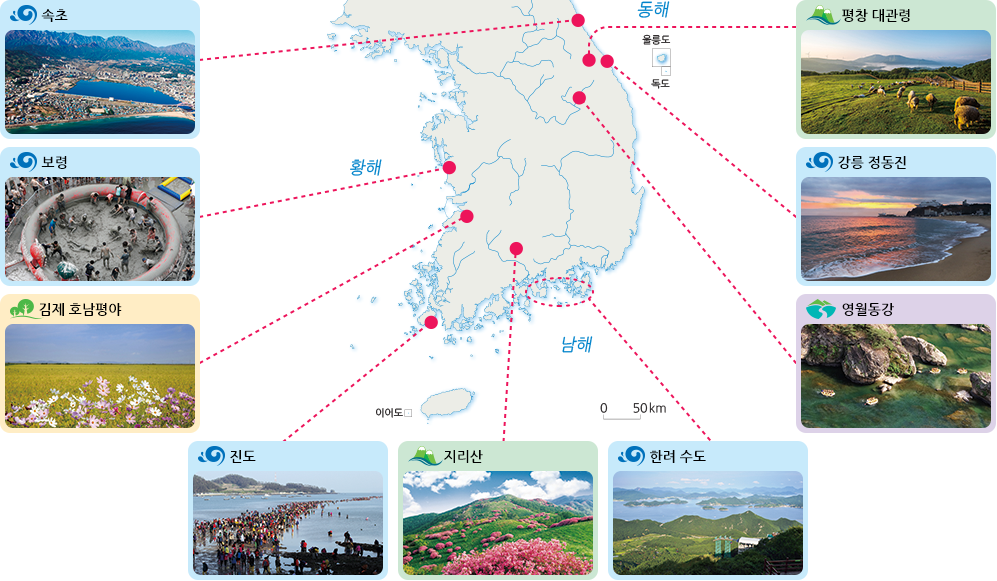 속초
동해
평창 대관령
울릉도
독도
보령
황해
강릉 정동진
김제 호남평야
영월동강
남해
이어도
0 50km
진도
지리산
한려 수도